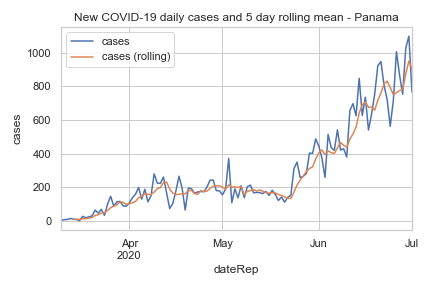 New COVID-19 daily cases and 5 day rolling mean - Panama
cases
cases (rolling)
1000
800
600
400
200
0
cases
Apr
2020
May
Jun
Jul
dateRep